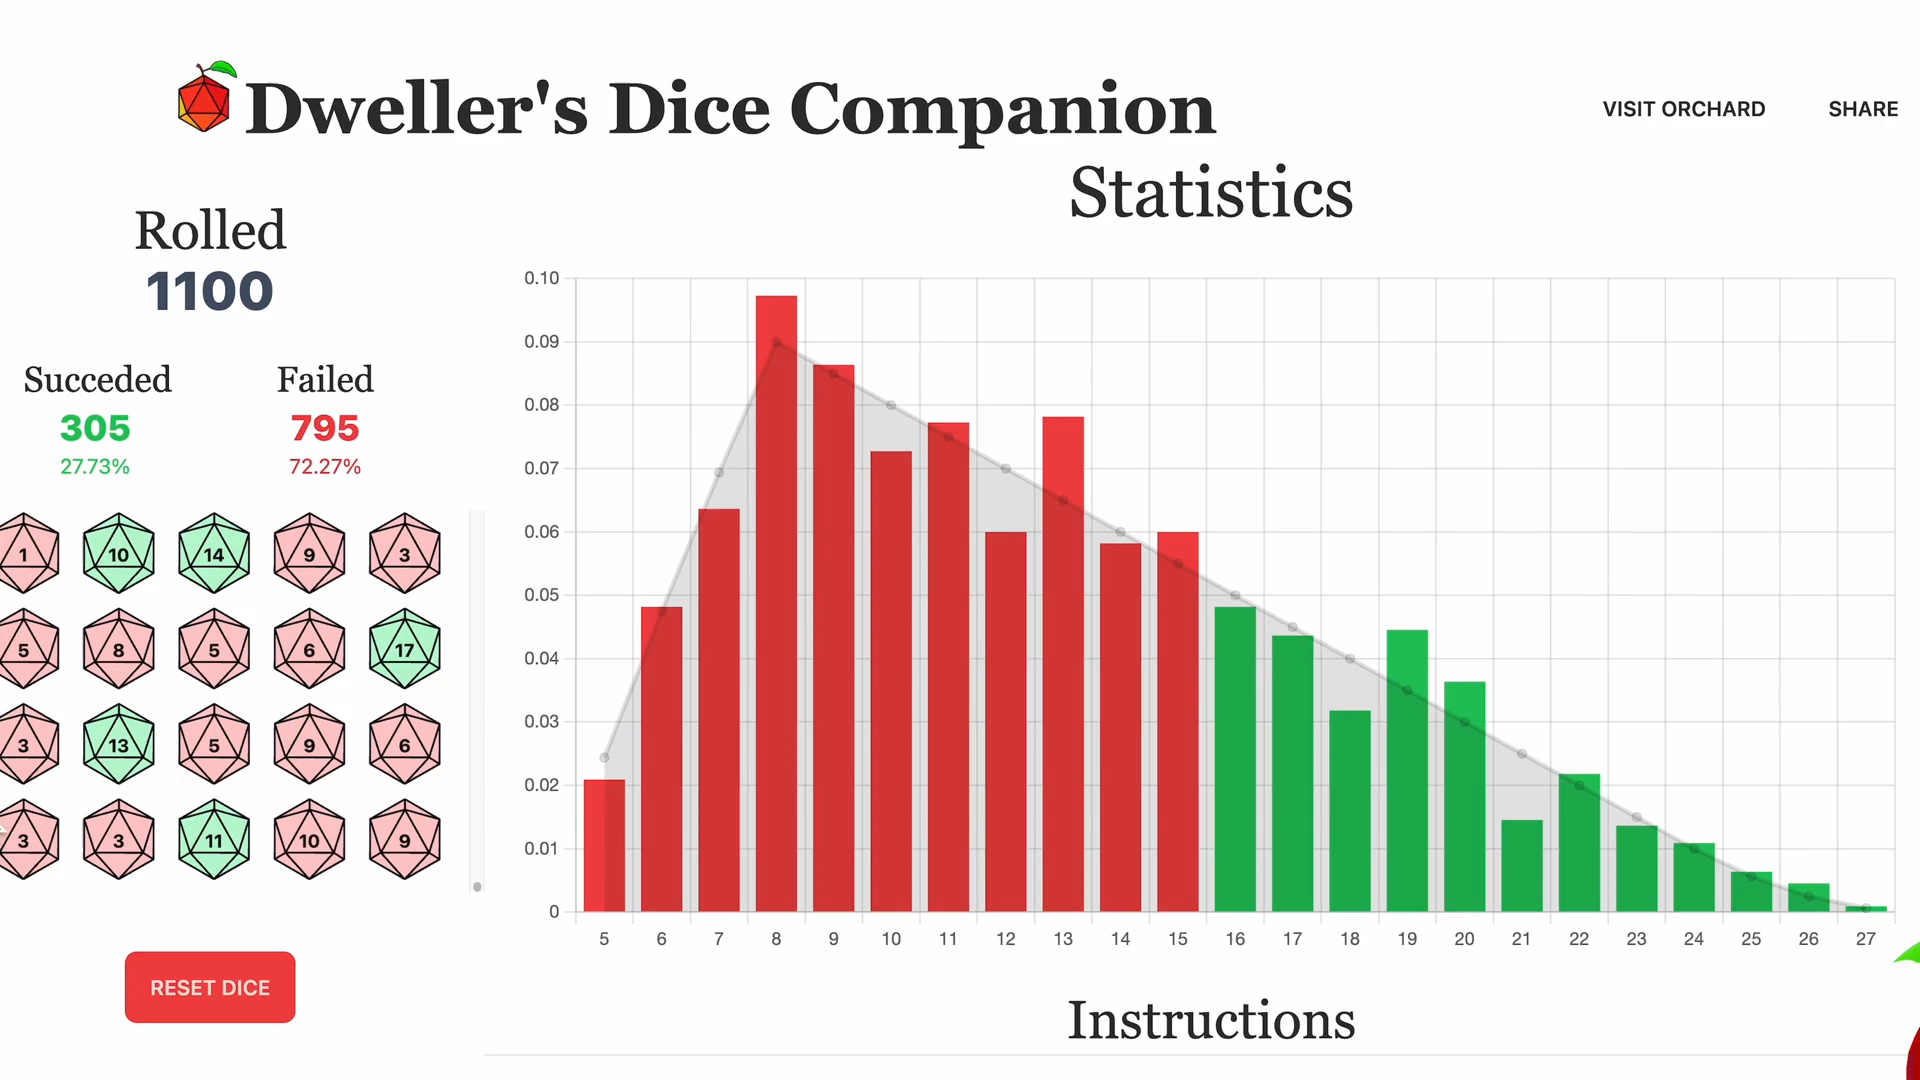 Dweller's Dice Companion
VISIT ORCHARD
SHARE
Statistics
Rolled
1100
Succeded
Failed
305
795
27.73%
72.27%
1 10 14 9 3
5 8 5 6 17
3 13 5 9 6
3 3 11 10 9
RESET DICE
0.10
0.09
0.08
0.07
0.06
0.05
0.04
0.03
0.02
0.01
0
5 6 7 8 9 10 11 12 13 14 15 16 17 18 19 20 21 22 23 24 25 26 27
Instructions